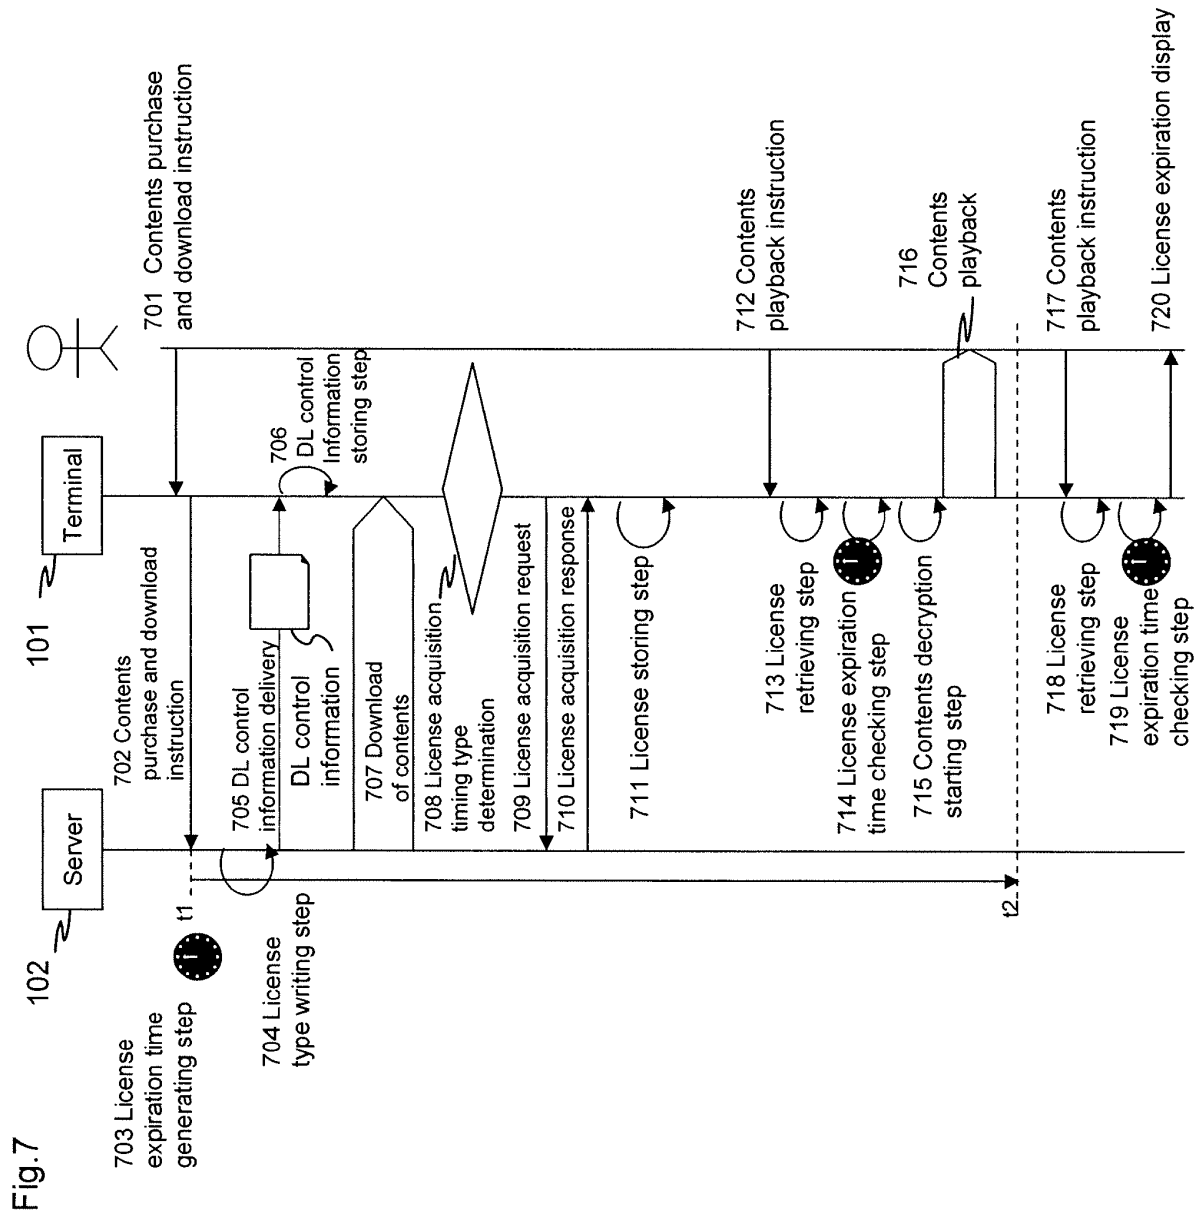 Fig.7
102
Server
101
Terminal
701 Contents purchase
and download instruction
702 Contents
purchase and download
instruction
703 License
expiration time
generating step
t1
704 License
type writing step
705 DL control
information delivery
DL control
information
706
DL control
Information
storing step
707 Download
of contents
708 License acquisition
timing type
determination
709 License acquisition request
710 License acquisition response
711 License storing step
712 Contents
playback instruction
713 License
retrieving step
714 License expiration
time checking step
715 Contents decryption
starting step
716
Contents
playback
t2
717 Contents
playback instruction
718 License
retrieving step
719 License
expiration time
checking step
720 License expiration display